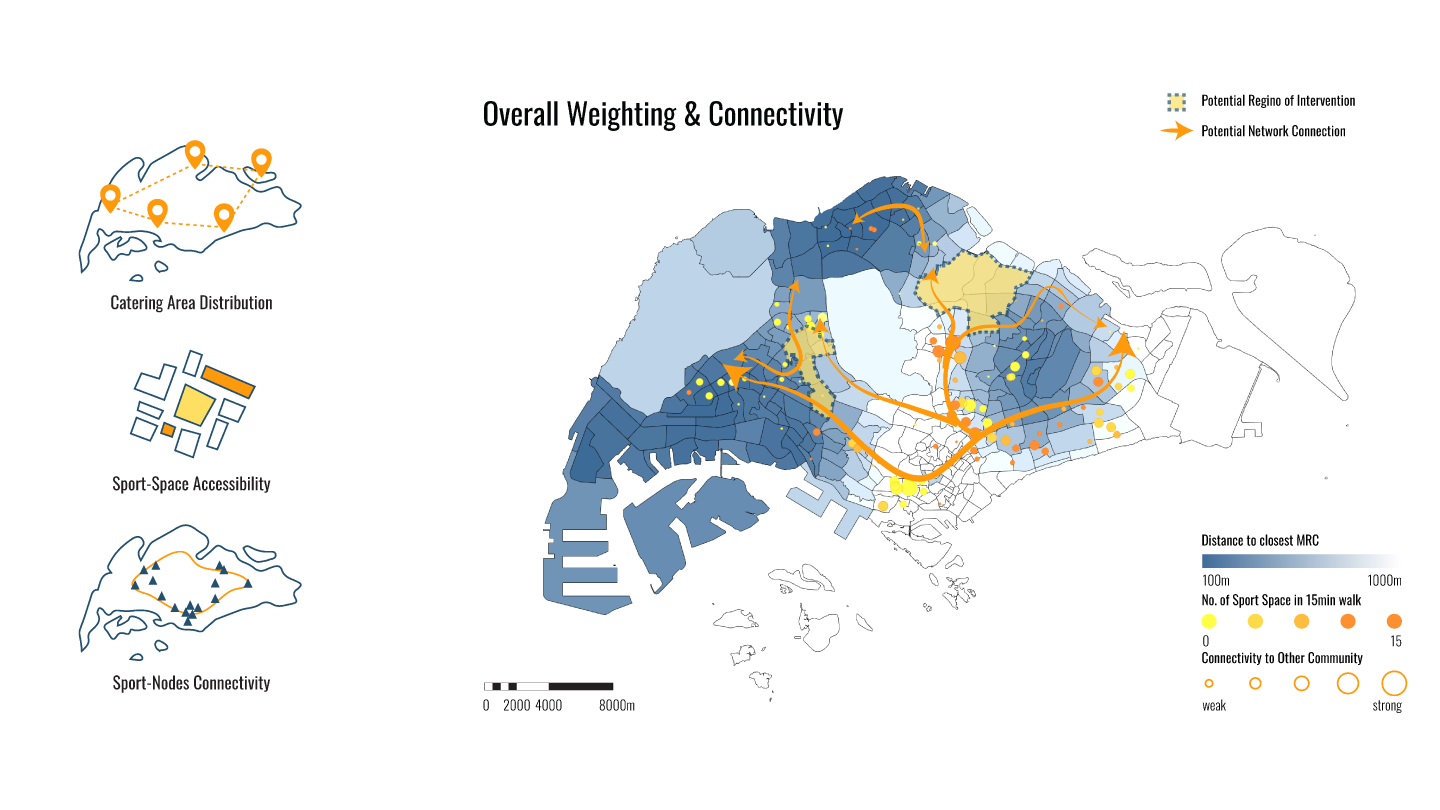 Overall Weighting & Connectivity
Potential Regino of Intervention
Potential Network Connection
Catering Area Distribution
Sport-Space Accessibility
Sport-Nodes Connectivity
0 2000 4000 8000m
Distance to closest MRC
100m 1000m
No. of Sport Space in 15min walk
0 15
Connectivity to Other Community
weak strong